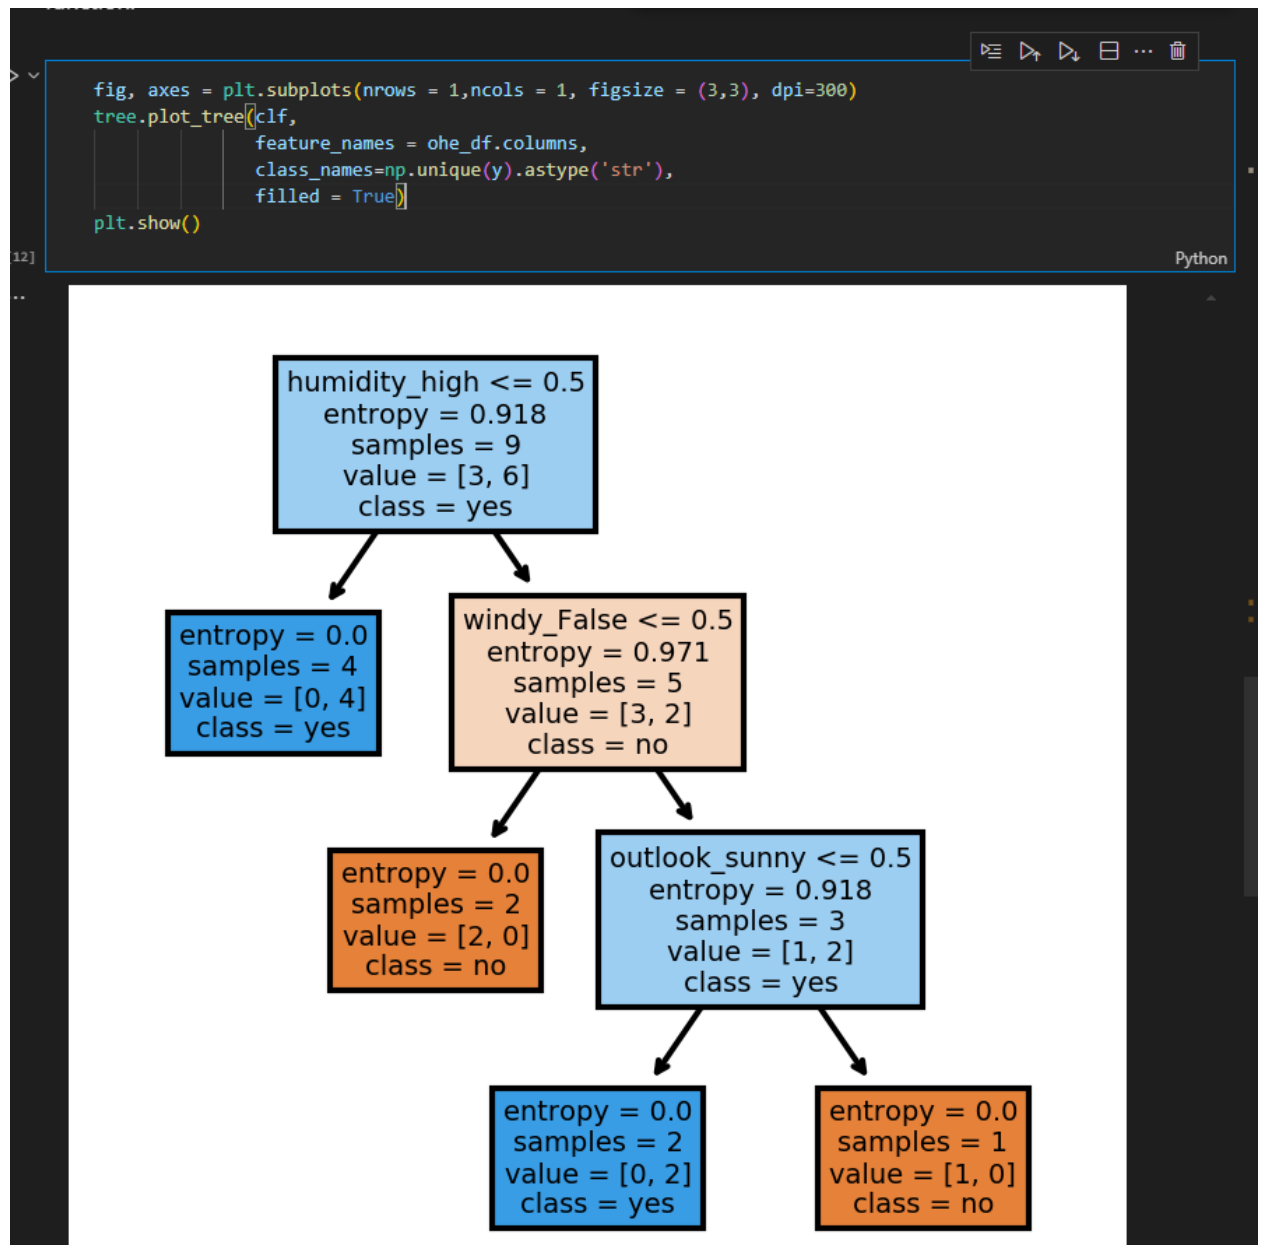 fig, axes = plt.subplots(nrows = 1,ncols = 1, figsize = (3,3), dpi=300)
tree.plot_tree(clf,
feature_names = ohe_df.columns,
class_names=np.unique(y).astype('str'),
filled = True)
plt.show()
12]
Python
humidity_high <= 0.5
entropy = 0.918
samples = 9
value = [3, 6]
class = yes
entropy = 0.0
samples = 4
value = [0, 4]
class = yes
windy_False <= 0.5
entropy = 0.971
samples = 5
value = [3, 2]
class = no
entropy = 0.0
samples = 2
value = [2, 0]
class = no
outlook_sunny <= 0.5
entropy = 0.918
samples = 3
value = [1, 2]
class = yes
entropy = 0.0
samples = 2
value = [0, 2]
class = yes
entropy = 0.0
samples = 1
value = [1, 0]
class = no